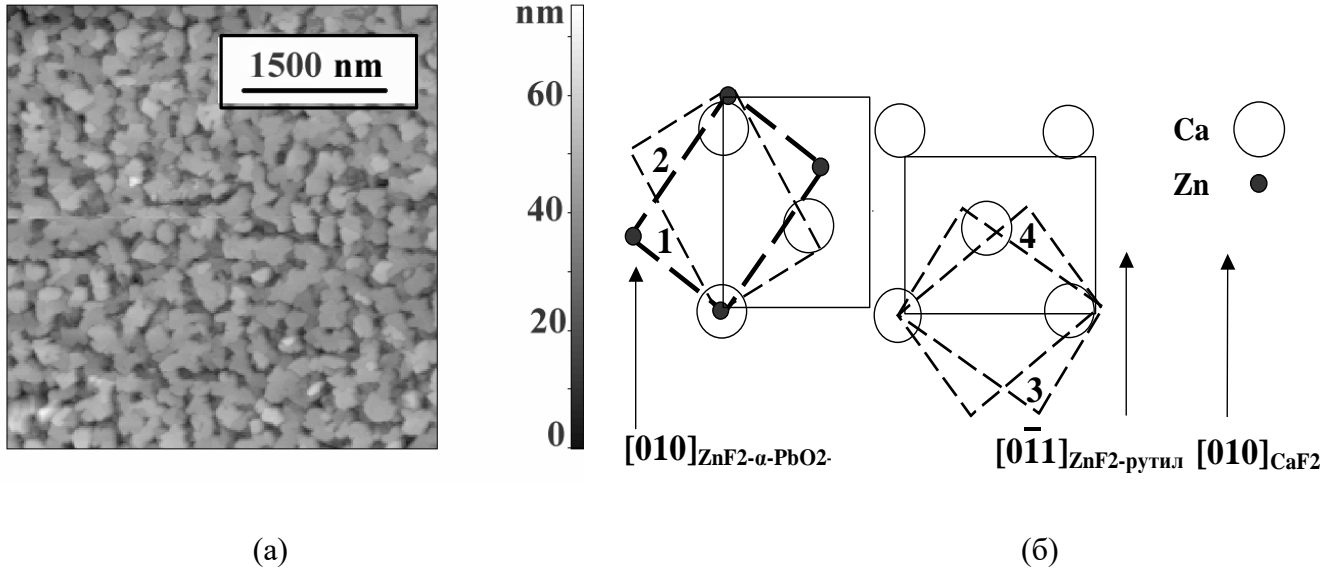 nm
1500 nm
60
40
20
0
2
1
4
3
Ca
Zn
[010]ZnF2-α-PbO2-
[01̅1]ZnF2-рутил
[010]CaF2
(а)
(б)